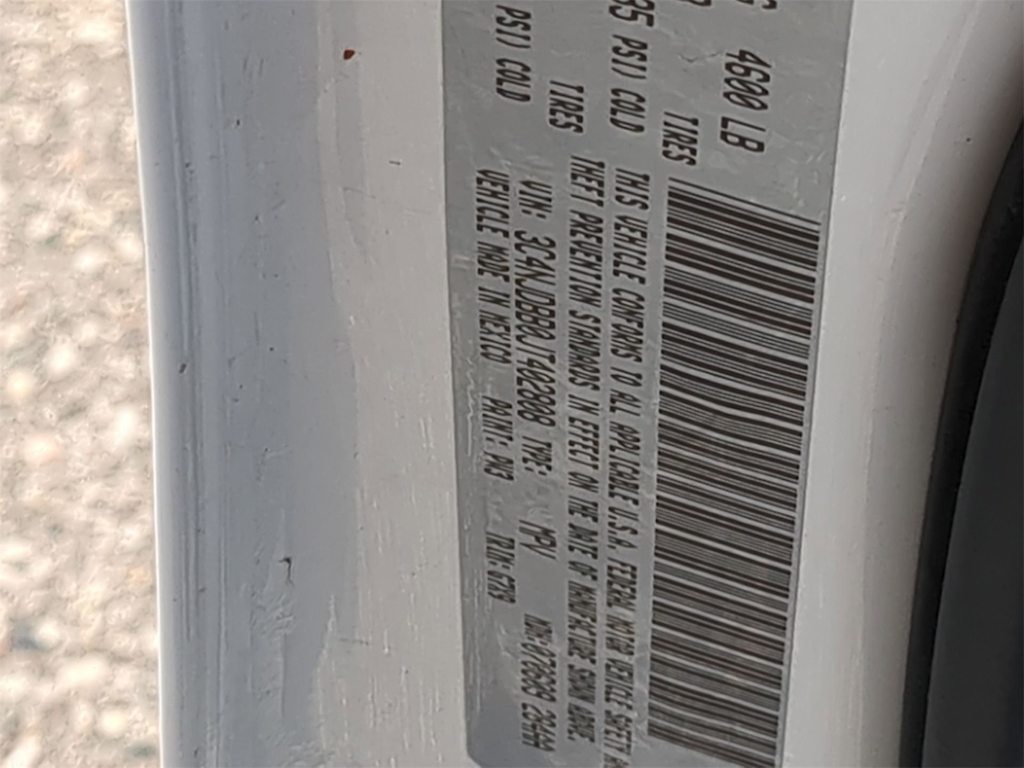 4600 LB
TIRES
35 PSI) COLD
TIRES
PSI) COLD
THIS VEHICLE CONFORMS TO ALL APPLICABLE U.S.A. FEDERAL MOTOR VEHICLE SAFETY
THEFT PREVENTION STANDARDS IN EFFECT ON THE DATE OF MANUFACTURE SHOWN ABOVE.
VIN: 3C4NJDBB0JT402808 TYPE: MPV
VEHICLE MADE IN MEXICO PAINT: TRIM: